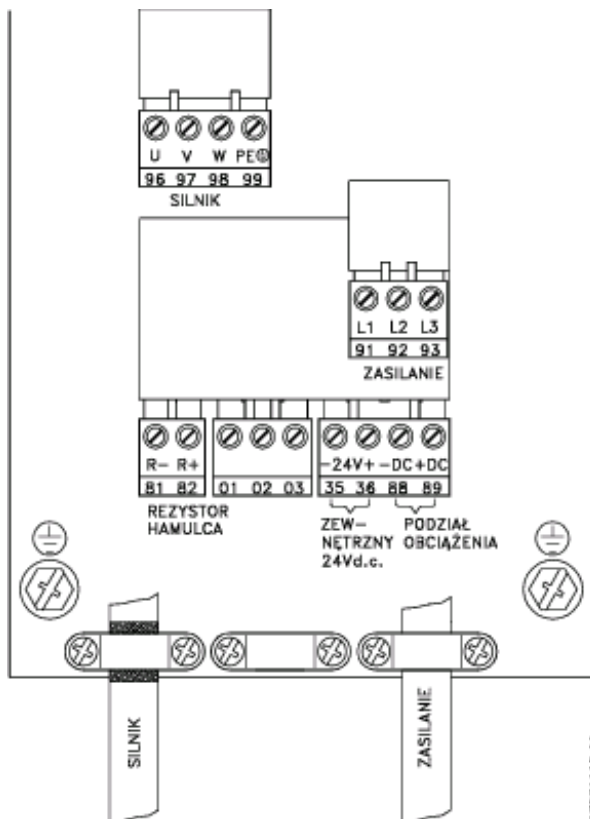 U V W PE
96 97 98 99
SILNIK
L1 L2 L3
91 92 93
ZASILANIE
R- R+
81 82
REZYSTOR
HAMULCA
01 02 03
-24V+ -DC+DC
35 36 88 89
ZEW-
NĘTRZNY
24Vd.c.
PODZIAŁ
OBCIĄŻENIA
SILNIK
ZASILANIE